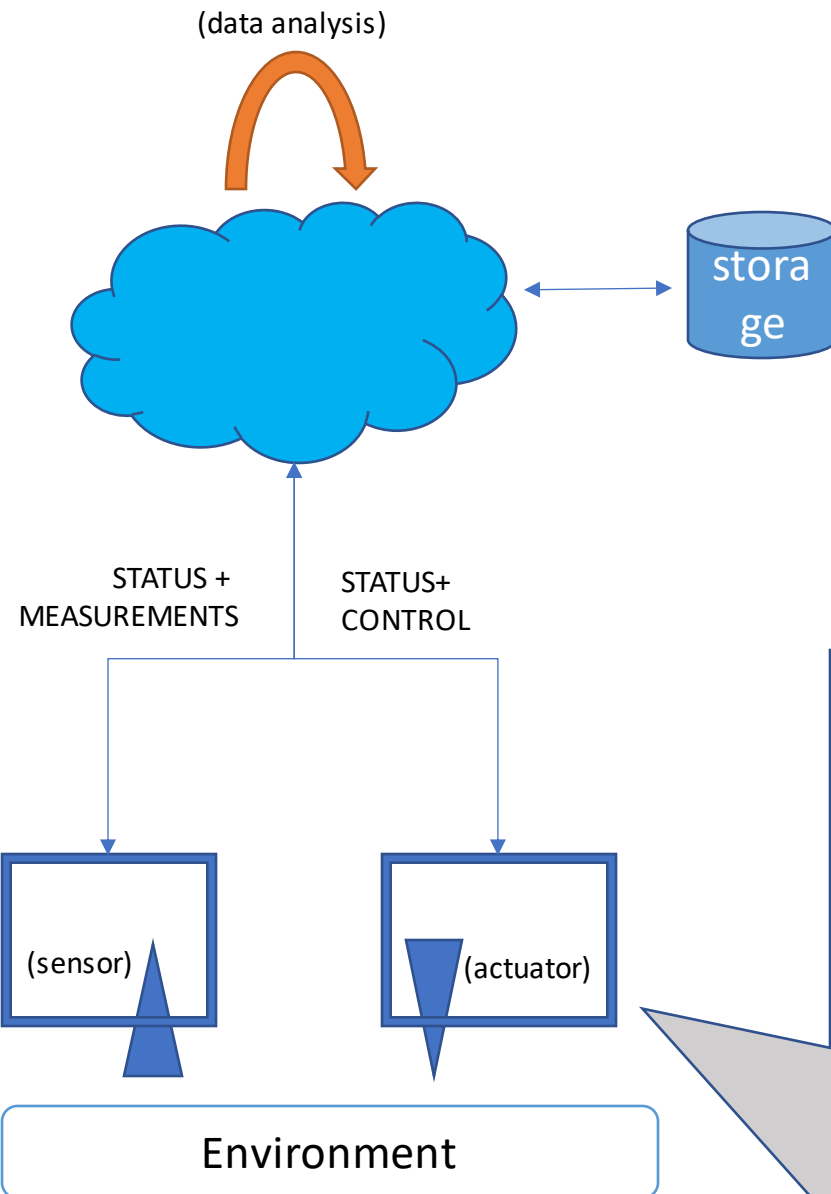 (data analysis)
stora
ge
STATUS +
MEASUREMENTS
STATUS+
CONTROL
(sensor)
(actuator)
Environment